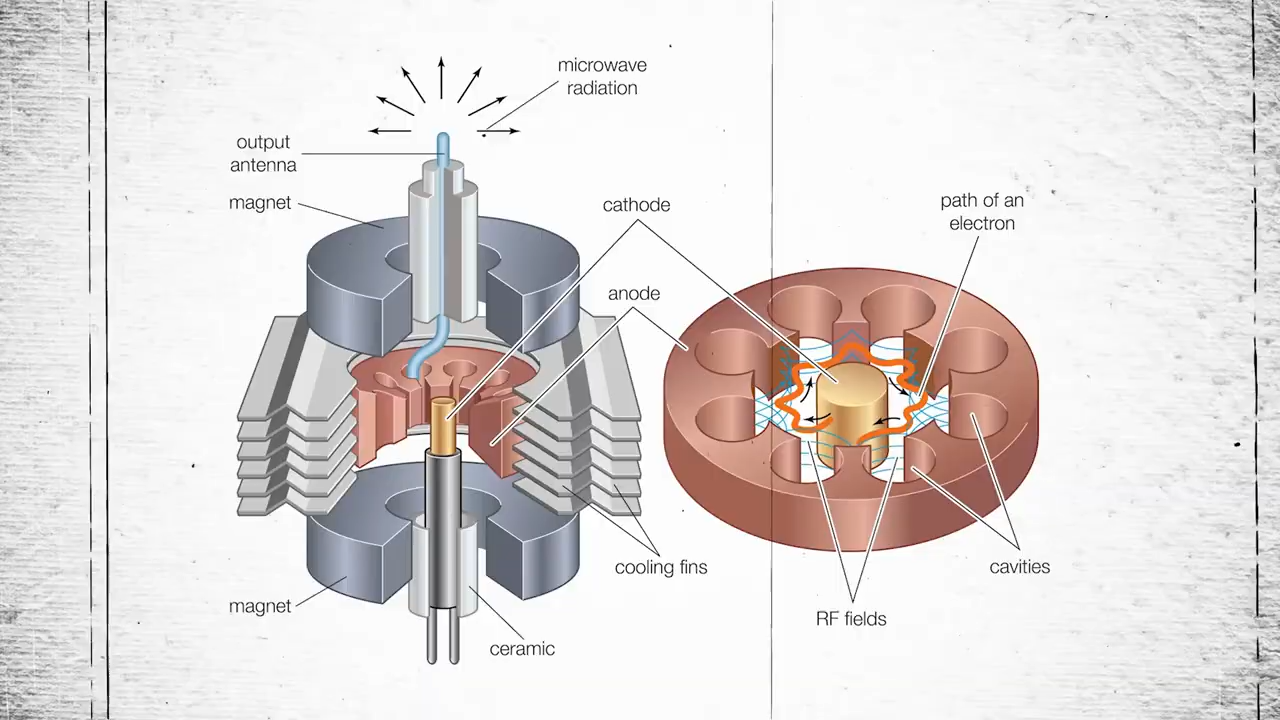 microwave
radiation
output
antenna
magnet
cathode
path of an
electron
anode
cooling fins
cavities
magnet
RF fields
ceramic